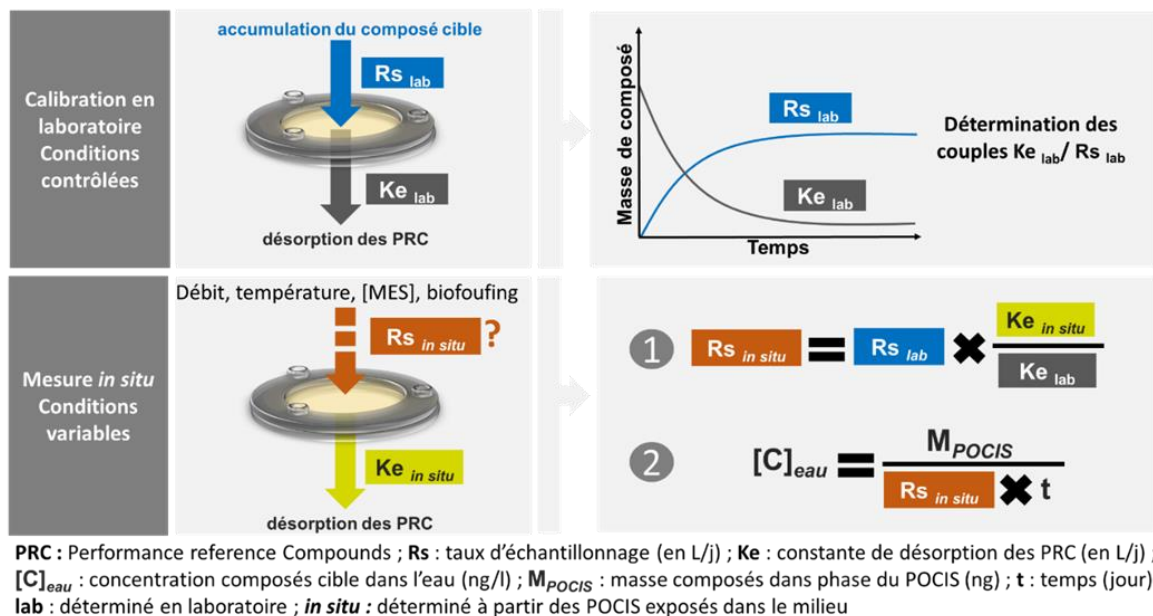 Calibration en
laboratoire
Conditions
contrôlées
accumulation du composé cible
Rs lab
Ke lab
désorption des PRC
Masse de composé
Rs lab
Ke lab
Temps
Détermination des
couples Ke lab/ Rs lab
Mesure in situ
Conditions
variables
Débit, température, [MES], biofoufing
Rs in situ ?
Ke in situ
désorption des PRC
1 Rs in situ = Rs lab × Ke in situ
Ke lab
2 [C]eau = MPOCIS
Rs in situ × t
PRC : Performance reference Compounds ; Rs : taux d'échantillonnage (en L/j) ; Ke : constante de désorption des PRC (en L/j) ;
[C]eau : concentration composés cible dans l'eau (ng/l) ; MPOCIS : masse composés dans phase du POCIS (ng) ; t : temps (jour)
lab : déterminé en laboratoire ; in situ : déterminé à partir des POCIS exposés dans le milieu